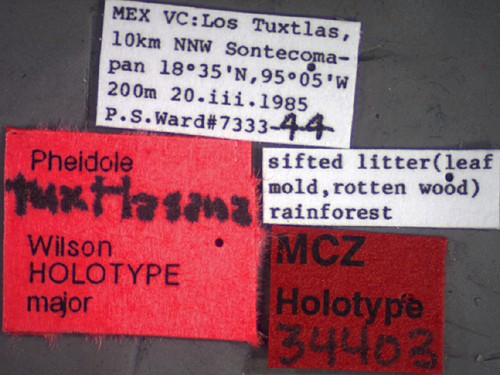 MEX VC:Los Tuxtlas,
10km NNW Sontecoma-
pan 18°35'N,95°05'W
200m 20.iii.1985
P.S.Ward#7333-44
Pheidole
tuxtlasana
Wilson
HOLOTYPE
major
sifted litter(leaf
mold,rotten wood)
rainforest
MCZ
Holotype
34403